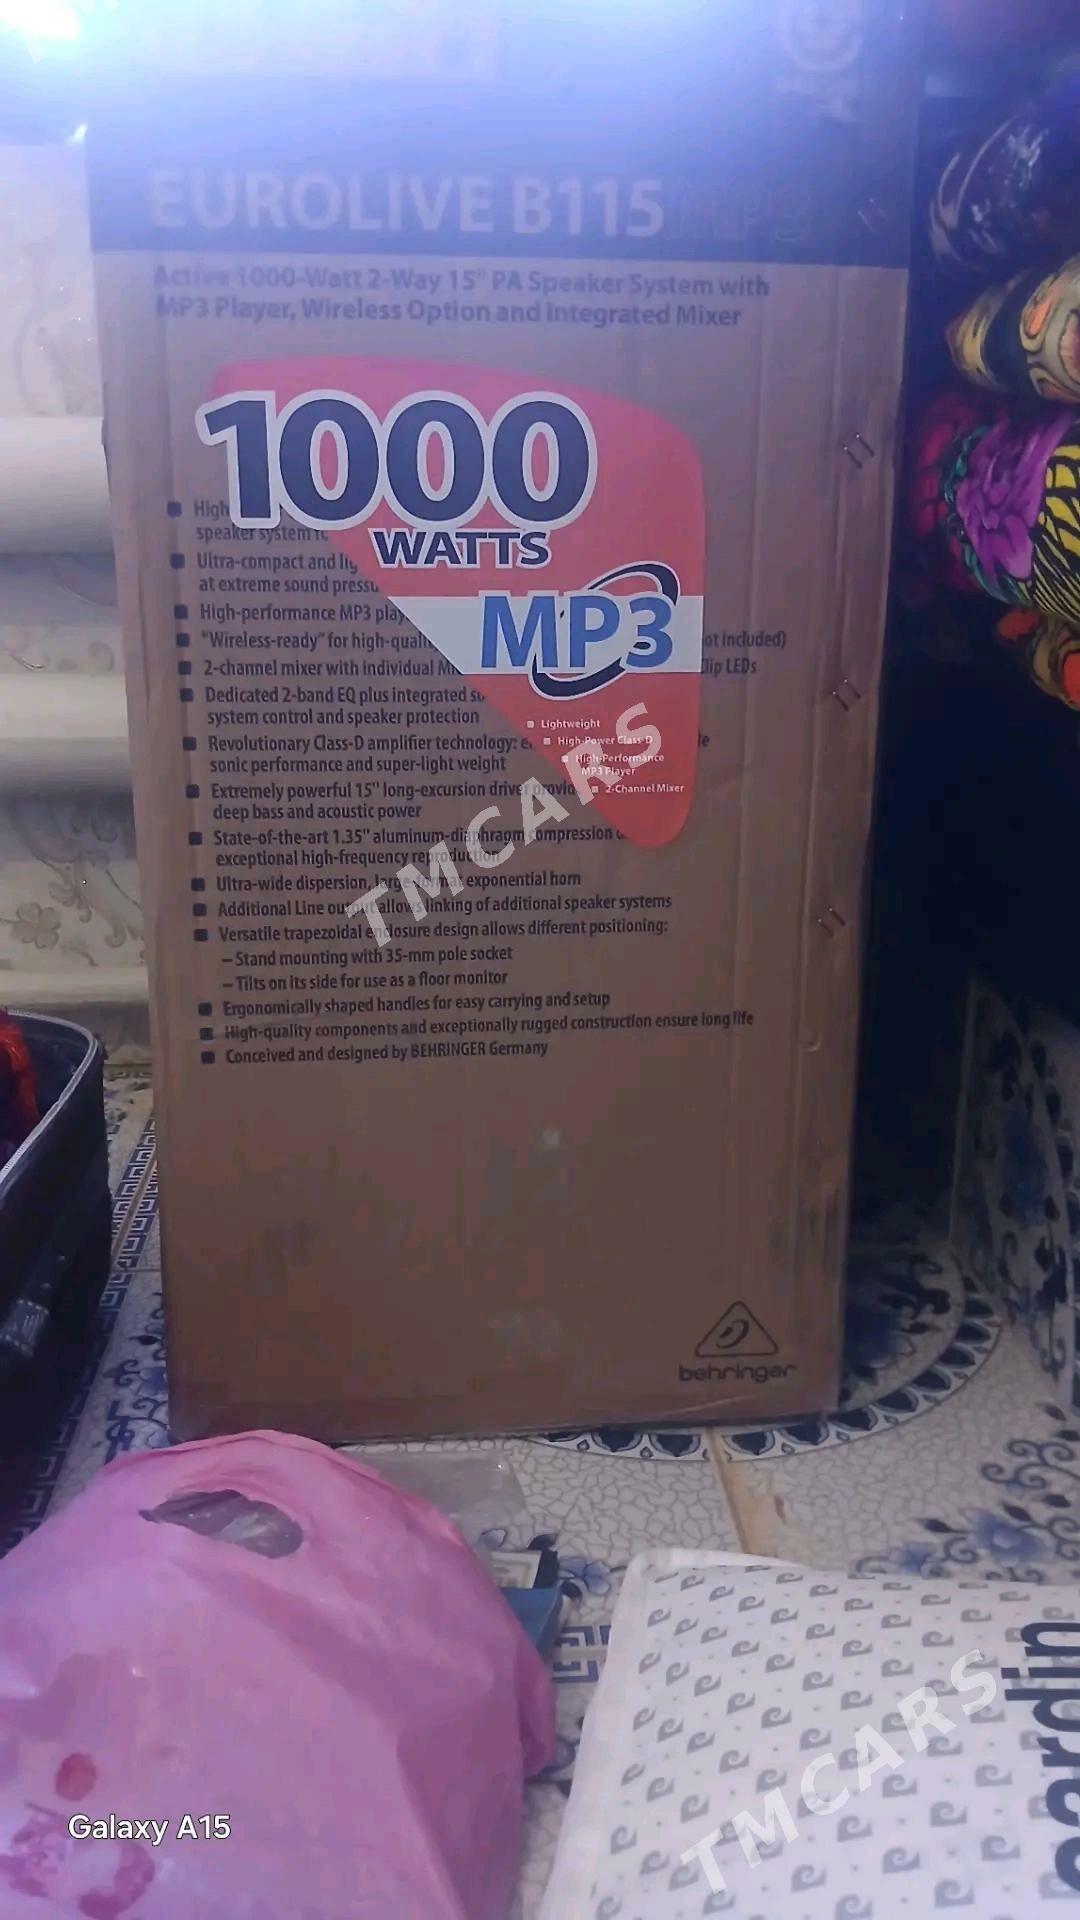 EUROLIVE B115
Active 1000-Watt 2-Way 15" PA Speaker System with
MP3 Player, Wireless Option and Integrated Mixer
1000
WATTS
MP3
Lightweight
High-Power Class-D
High-Performance
MP3 Player
2-Channel Mixer
High
speaker system
Ultra-compact and
at extreme sound
High-performance MP3
"Wireless-ready" for not included)
2-channel mixer with individual Clip LEDs
Dedicated 2-band EQ plus integrated
system control and speaker protection
Revolutionary Class-D amplifier technology:
sonic performance and super-light weight
Extremely powerful 15" long-excursion driver
deep bass and acoustic power
State-of-the-art 1.35" aluminum-diaphragm compression
exceptional high-frequency reproduction
Ultra-wide dispersion, large-format exponential horn
Additional Line output allows linking of additional speaker systems
Versatile trapezoidal enclosure design allows different positioning:
– Stand mounting with 35-mm pole socket
– Tilts on its side for use as a floor monitor
Ergonomically shaped handles for easy carrying and setup
High-quality components and exceptionally rugged construction ensure long life
Conceived and designed by BEHRINGER Germany
behringer
TMCARS
cardin
TMCARS
Galaxy A15